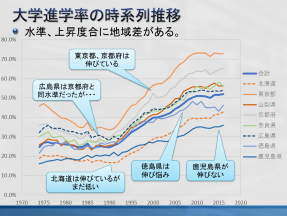 大学進学率の時系列推移
水準、上昇度合に地域差がある。
80.0%
70.0%
60.0%
50.0%
40.0%
30.0%
20.0%
10.0%
0.0%
東京都、京都府は
伸びている
広島県は京都府と
同水準だったが・・・
北海道は伸びているが
まだ低い
徳島県は
伸び悩み
鹿児島県が
伸びない
1970 1975 1980 1985 1990 1995 2000 2005 2010 2015 2020
合計
北海道
東京都
山梨県
京都府
奈良県
広島県
徳島県
鹿児島県